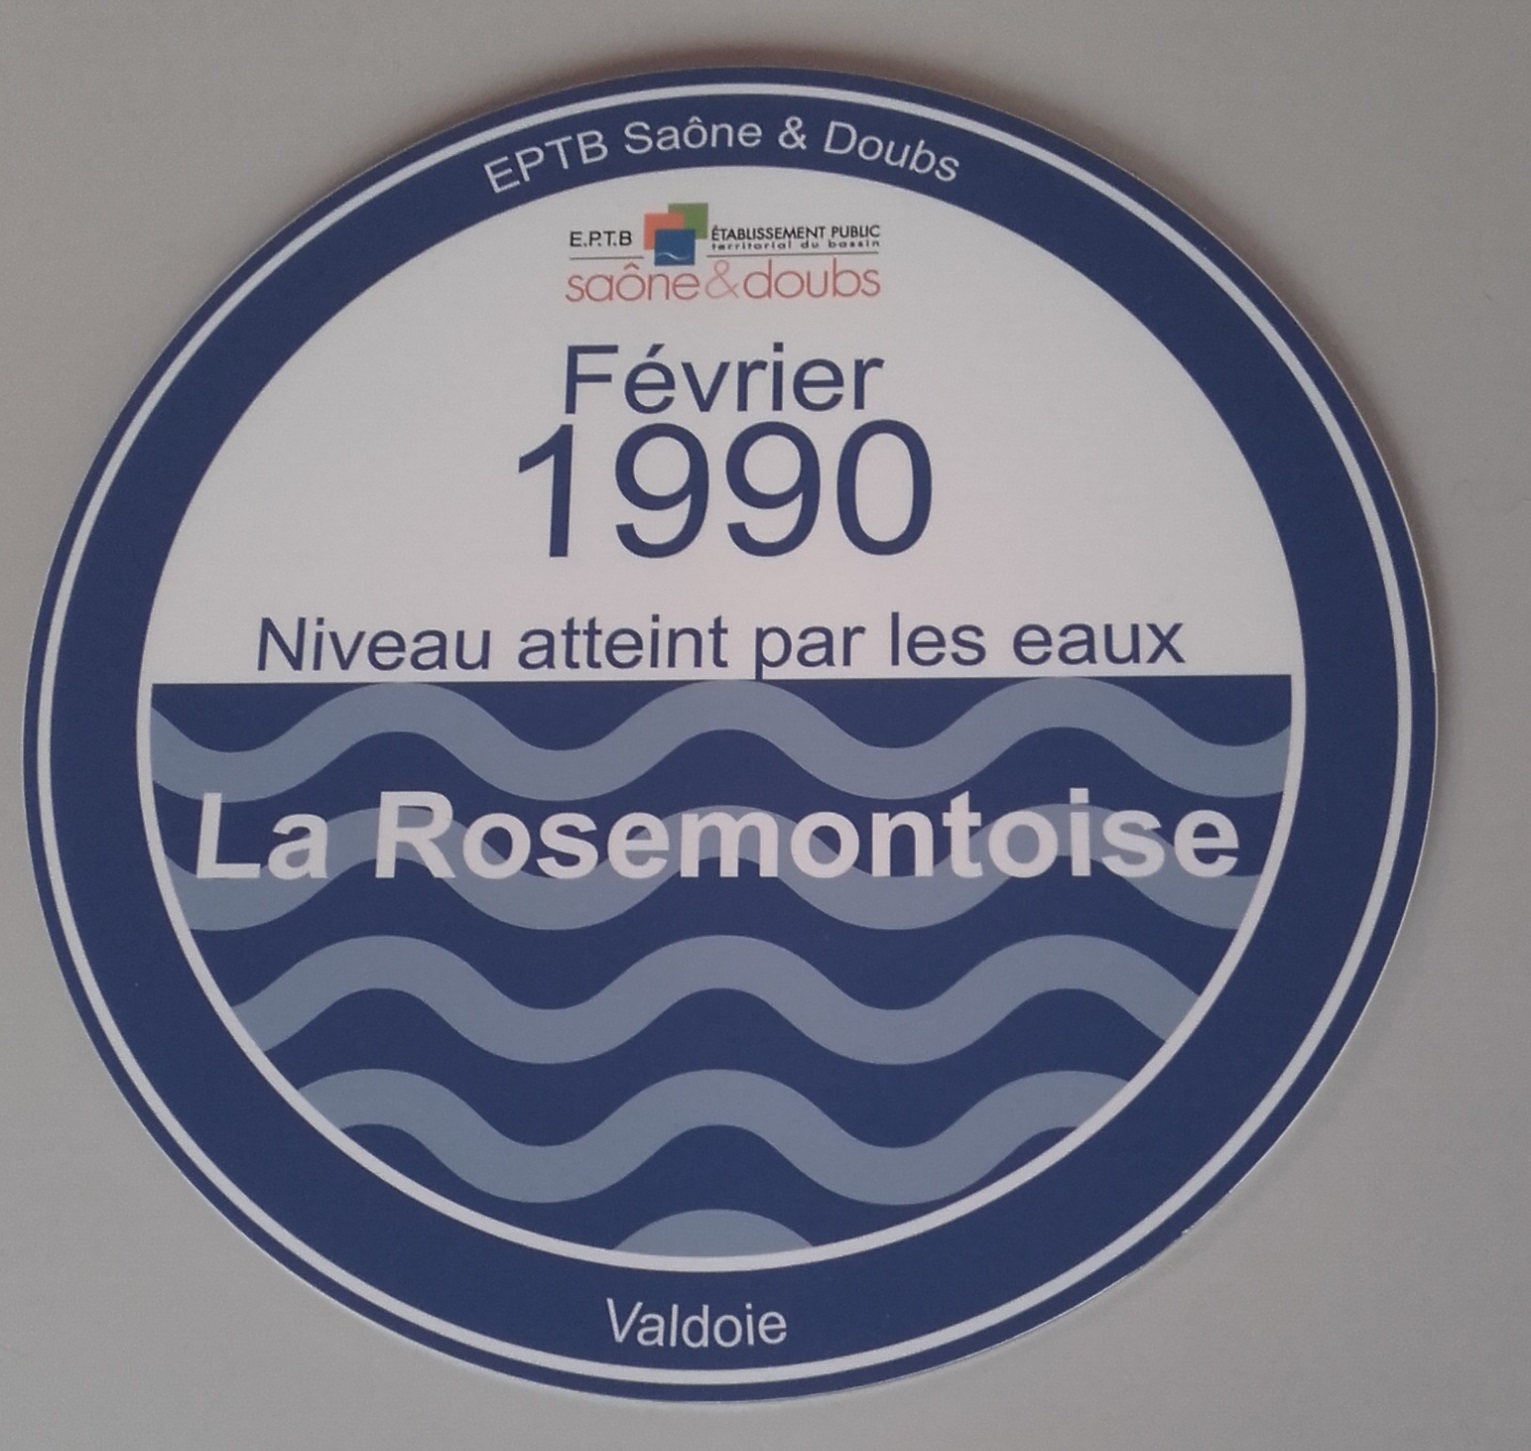 EPTB Saône & Doubs
E.P.T.B ÉTABLISSEMENT PUBLIC
territorial du bassin
saône&doubs
Février
1990
Niveau atteint par les eaux
La Rosemontoise
Valdoie